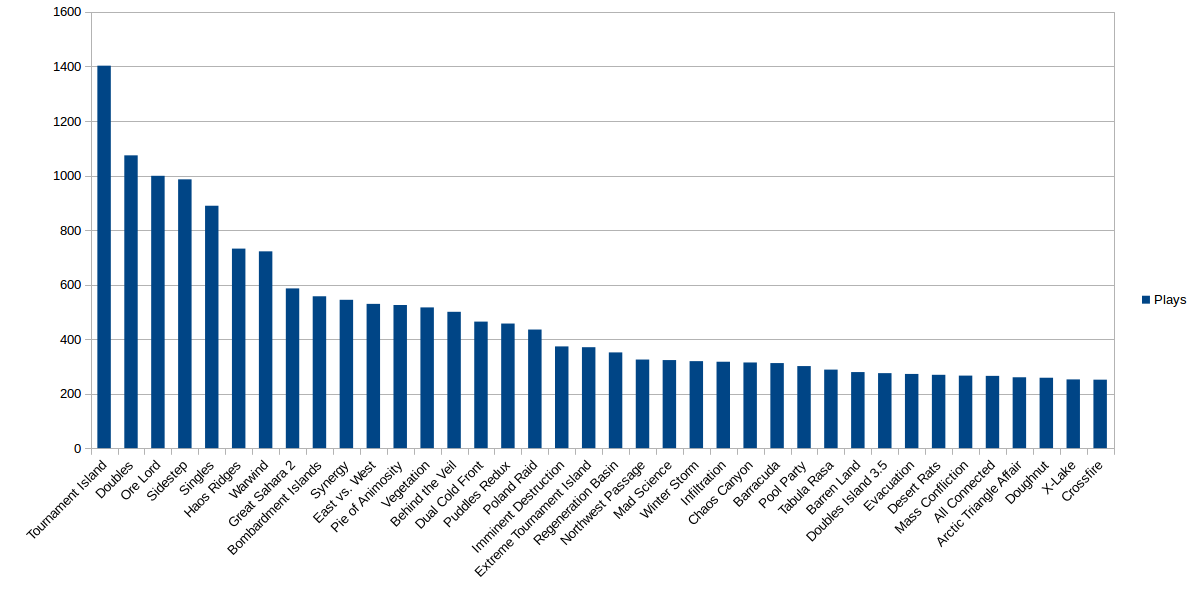 1600
1400
1200
1000
800
600
400
200
0
Plays
Tournament Island
Doubles
Ore Lord
Sidestep
Singles
Haos Ridges
Warwind
Great Sahara 2
Bombardment Islands
Synergy
East vs. West
Pie of Animosity
Vegetation
Behind the Veil
Dual Cold Front
Puddles Redux
Poland Raid
Imminent Destruction
Extreme Tournament Island
Regeneration Basin
Northwest Passage
Mad Science
Winter Storm
Infiltration
Chaos Canyon
Barracuda
Pool Party
Tabula Rasa
Barren Land
Doubles Island 3.5
Evacuation
Desert Rats
Mass Confliction
All Connected
Arctic Triangle Affair
Doughnut
X-Lake
Crossfire